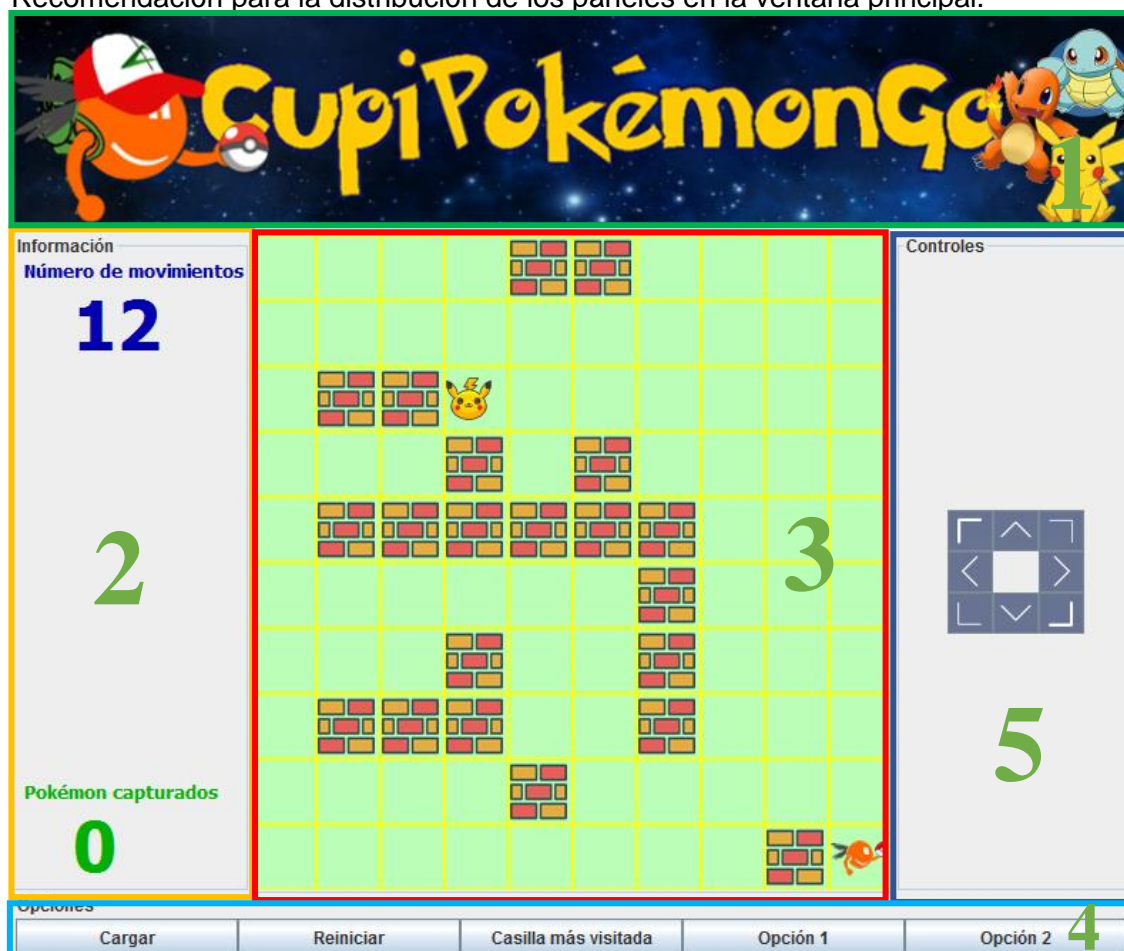 Recomendación para la distribución de los paneles en la ventana principal:
CupiPokémonGo
1
Información
Número de movimientos
12
2
Pokémon capturados
0
3
Controles
5
Opciones
4
Cargar
Reiniciar
Casilla más visitada
Opción 1
Opción 2